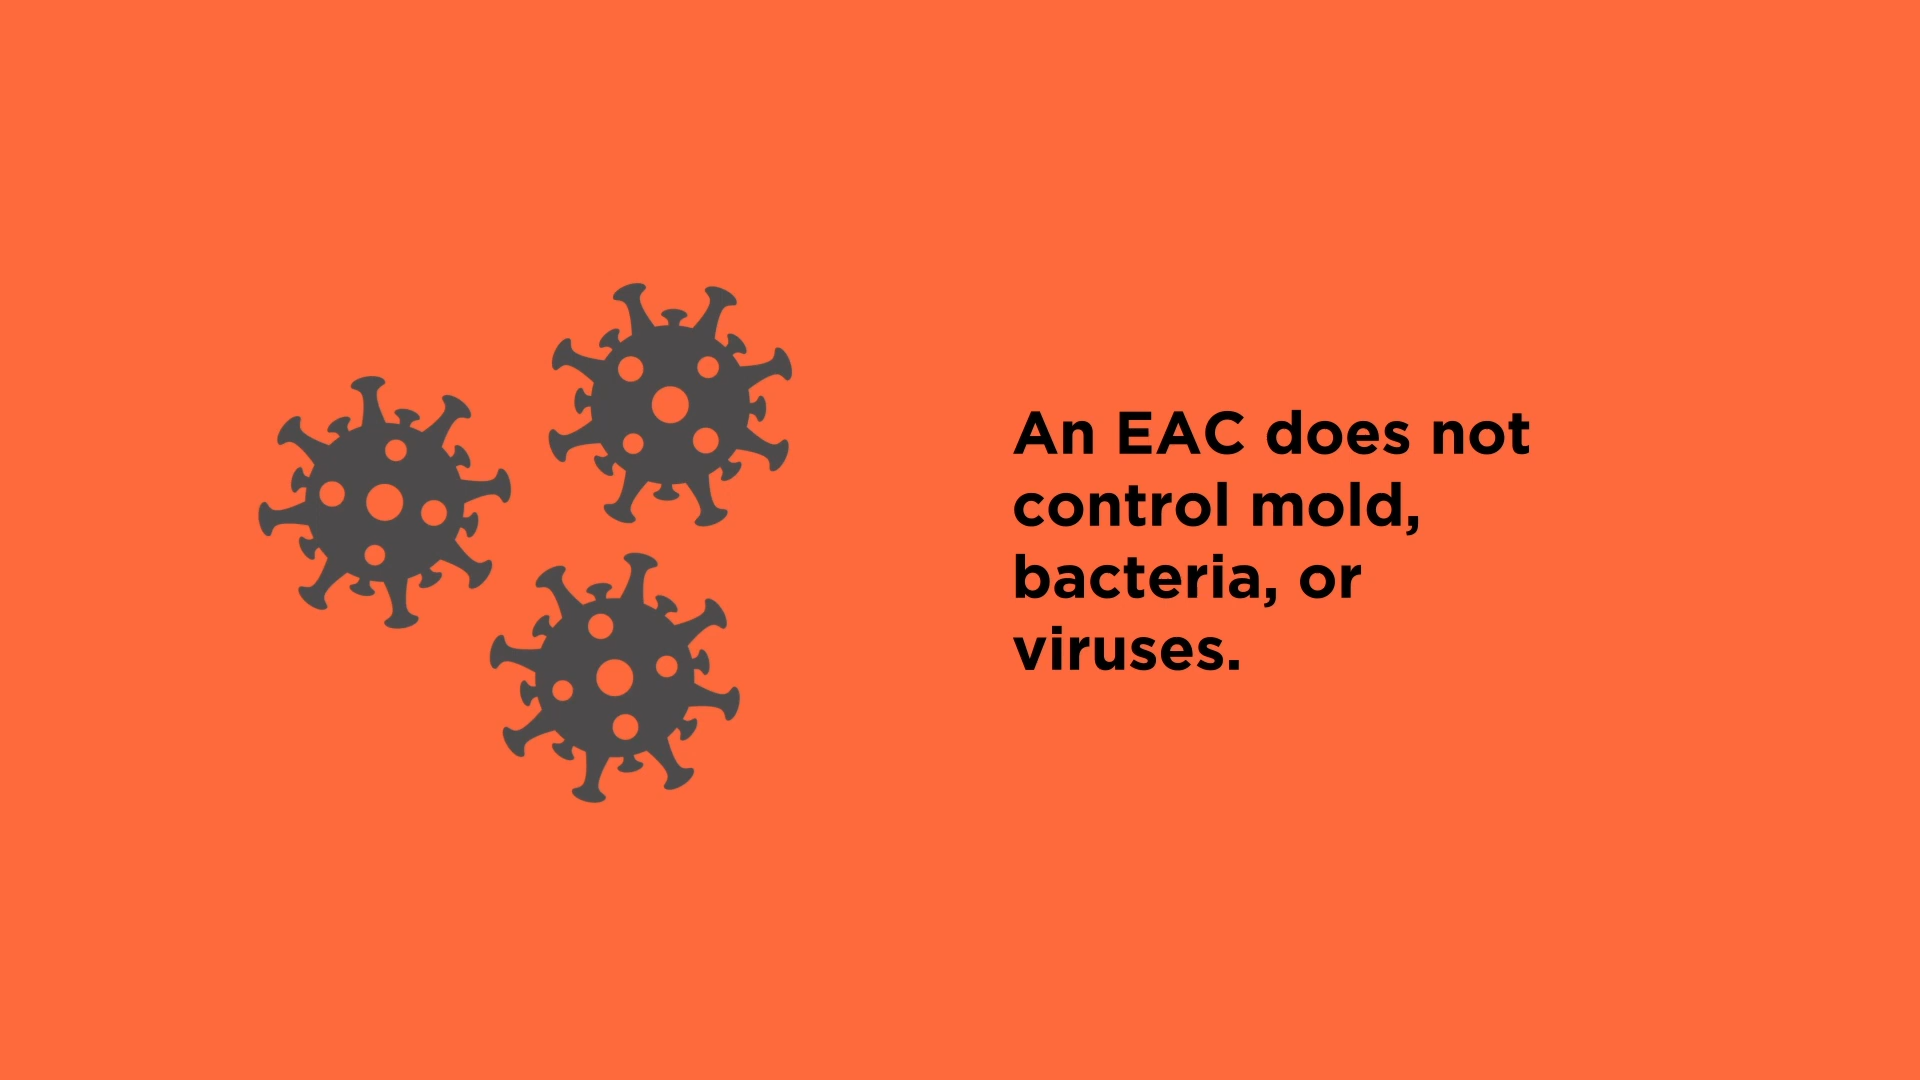 An EAC does not
control mold,
bacteria, or
viruses.